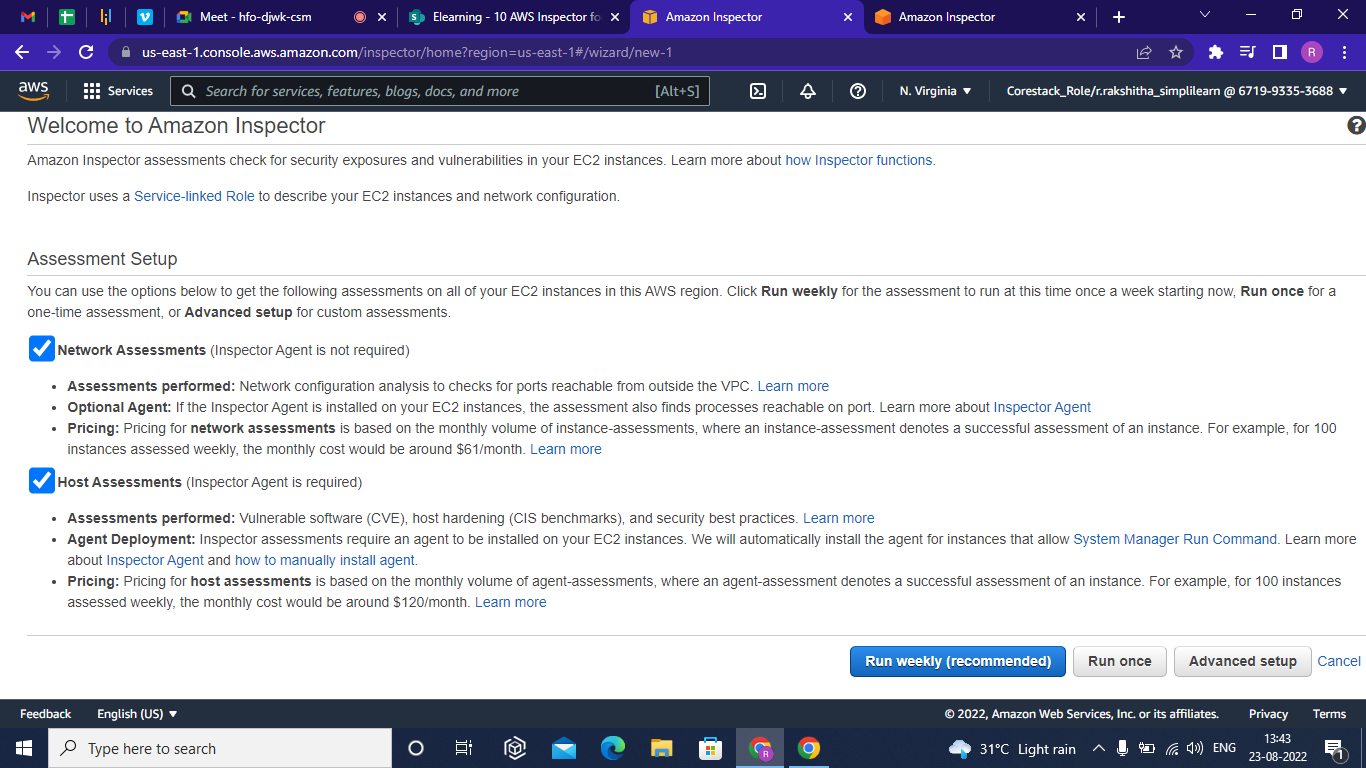 Meet - hfo-djwk-csm
Elearning - 10 AWS Inspector fo
Amazon Inspector
Amazon Inspector
us-east-1.console.aws.amazon.com/inspector/home?region=us-east-1#/wizard/new-1
R
aws
Services
Search for services, features, blogs, docs, and more
[Alt+S]
N. Virginia
Corestack_Role/r.rakshitha_simplilearn @ 6719-9335-3688
Welcome to Amazon Inspector
Amazon Inspector assessments check for security exposures and vulnerabilities in your EC2 instances. Learn more about how Inspector functions.
Inspector uses a Service-linked Role to describe your EC2 instances and network configuration.
Assessment Setup
You can use the options below to get the following assessments on all of your EC2 instances in this AWS region. Click Run weekly for the assessment to run at this time once a week starting now, Run once for a
one-time assessment, or Advanced setup for custom assessments.
Network Assessments (Inspector Agent is not required)
• Assessments performed: Network configuration analysis to checks for ports reachable from outside the VPC. Learn more
• Optional Agent: If the Inspector Agent is installed on your EC2 instances, the assessment also finds processes reachable on port. Learn more about Inspector Agent
• Pricing: Pricing for network assessments is based on the monthly volume of instance-assessments, where an instance-assessment denotes a successful assessment of an instance. For example, for 100
instances assessed weekly, the monthly cost would be around $61/month. Learn more
Host Assessments (Inspector Agent is required)
• Assessments performed: Vulnerable software (CVE), host hardening (CIS benchmarks), and security best practices. Learn more
• Agent Deployment: Inspector assessments require an agent to be installed on your EC2 instances. We will automatically install the agent for instances that allow System Manager Run Command. Learn more
about Inspector Agent and how to manually install agent.
• Pricing: Pricing for host assessments is based on the monthly volume of agent-assessments, where an agent-assessment denotes a successful assessment of an instance. For example, for 100 instances
assessed weekly, the monthly cost would be around $120/month. Learn more
Run weekly (recommended)
Run once
Advanced setup
Cancel
Feedback
English (US)
© 2022, Amazon Web Services, Inc. or its affiliates.
Privacy
Terms
Type here to search
R
31°C Light rain
ENG
13:43
23-08-2022
1